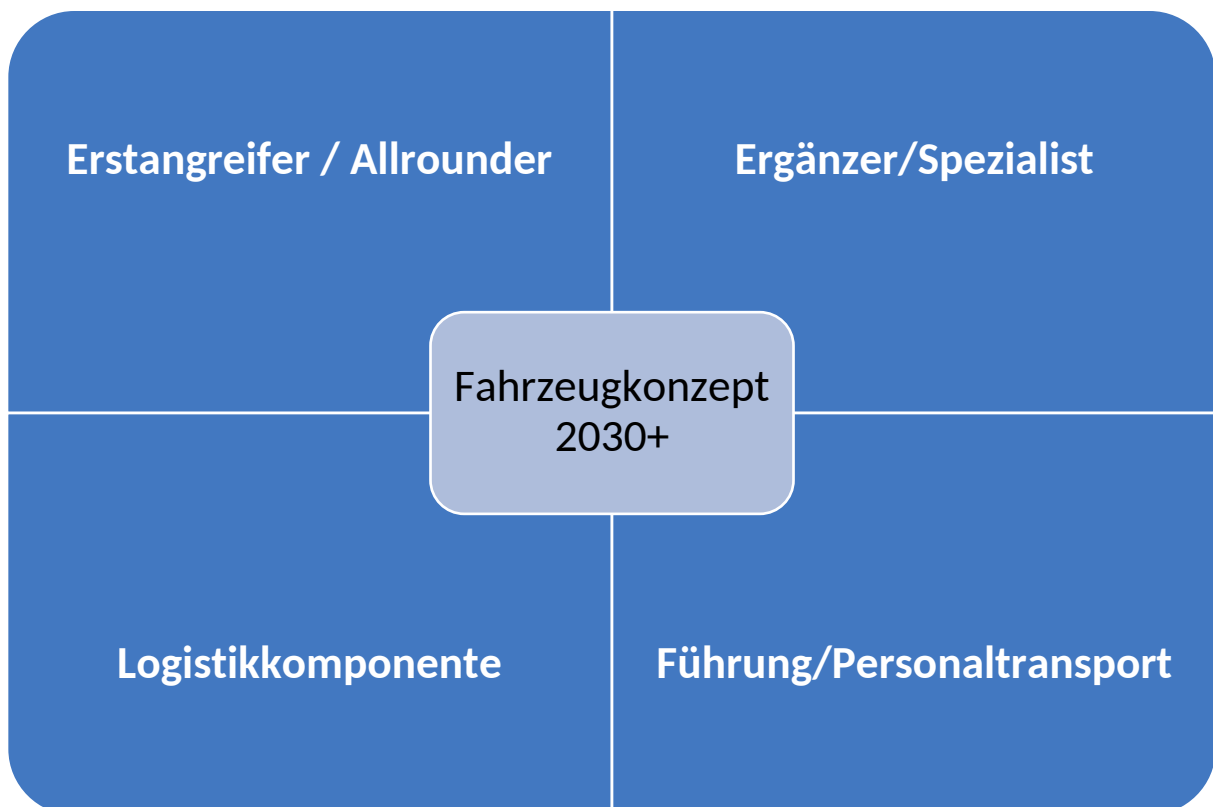 Erstangreifer / Allrounder
Ergänzer/Spezialist
Fahrzeugkonzept
2030+
Logistikkomponente
Führung/Personaltransport